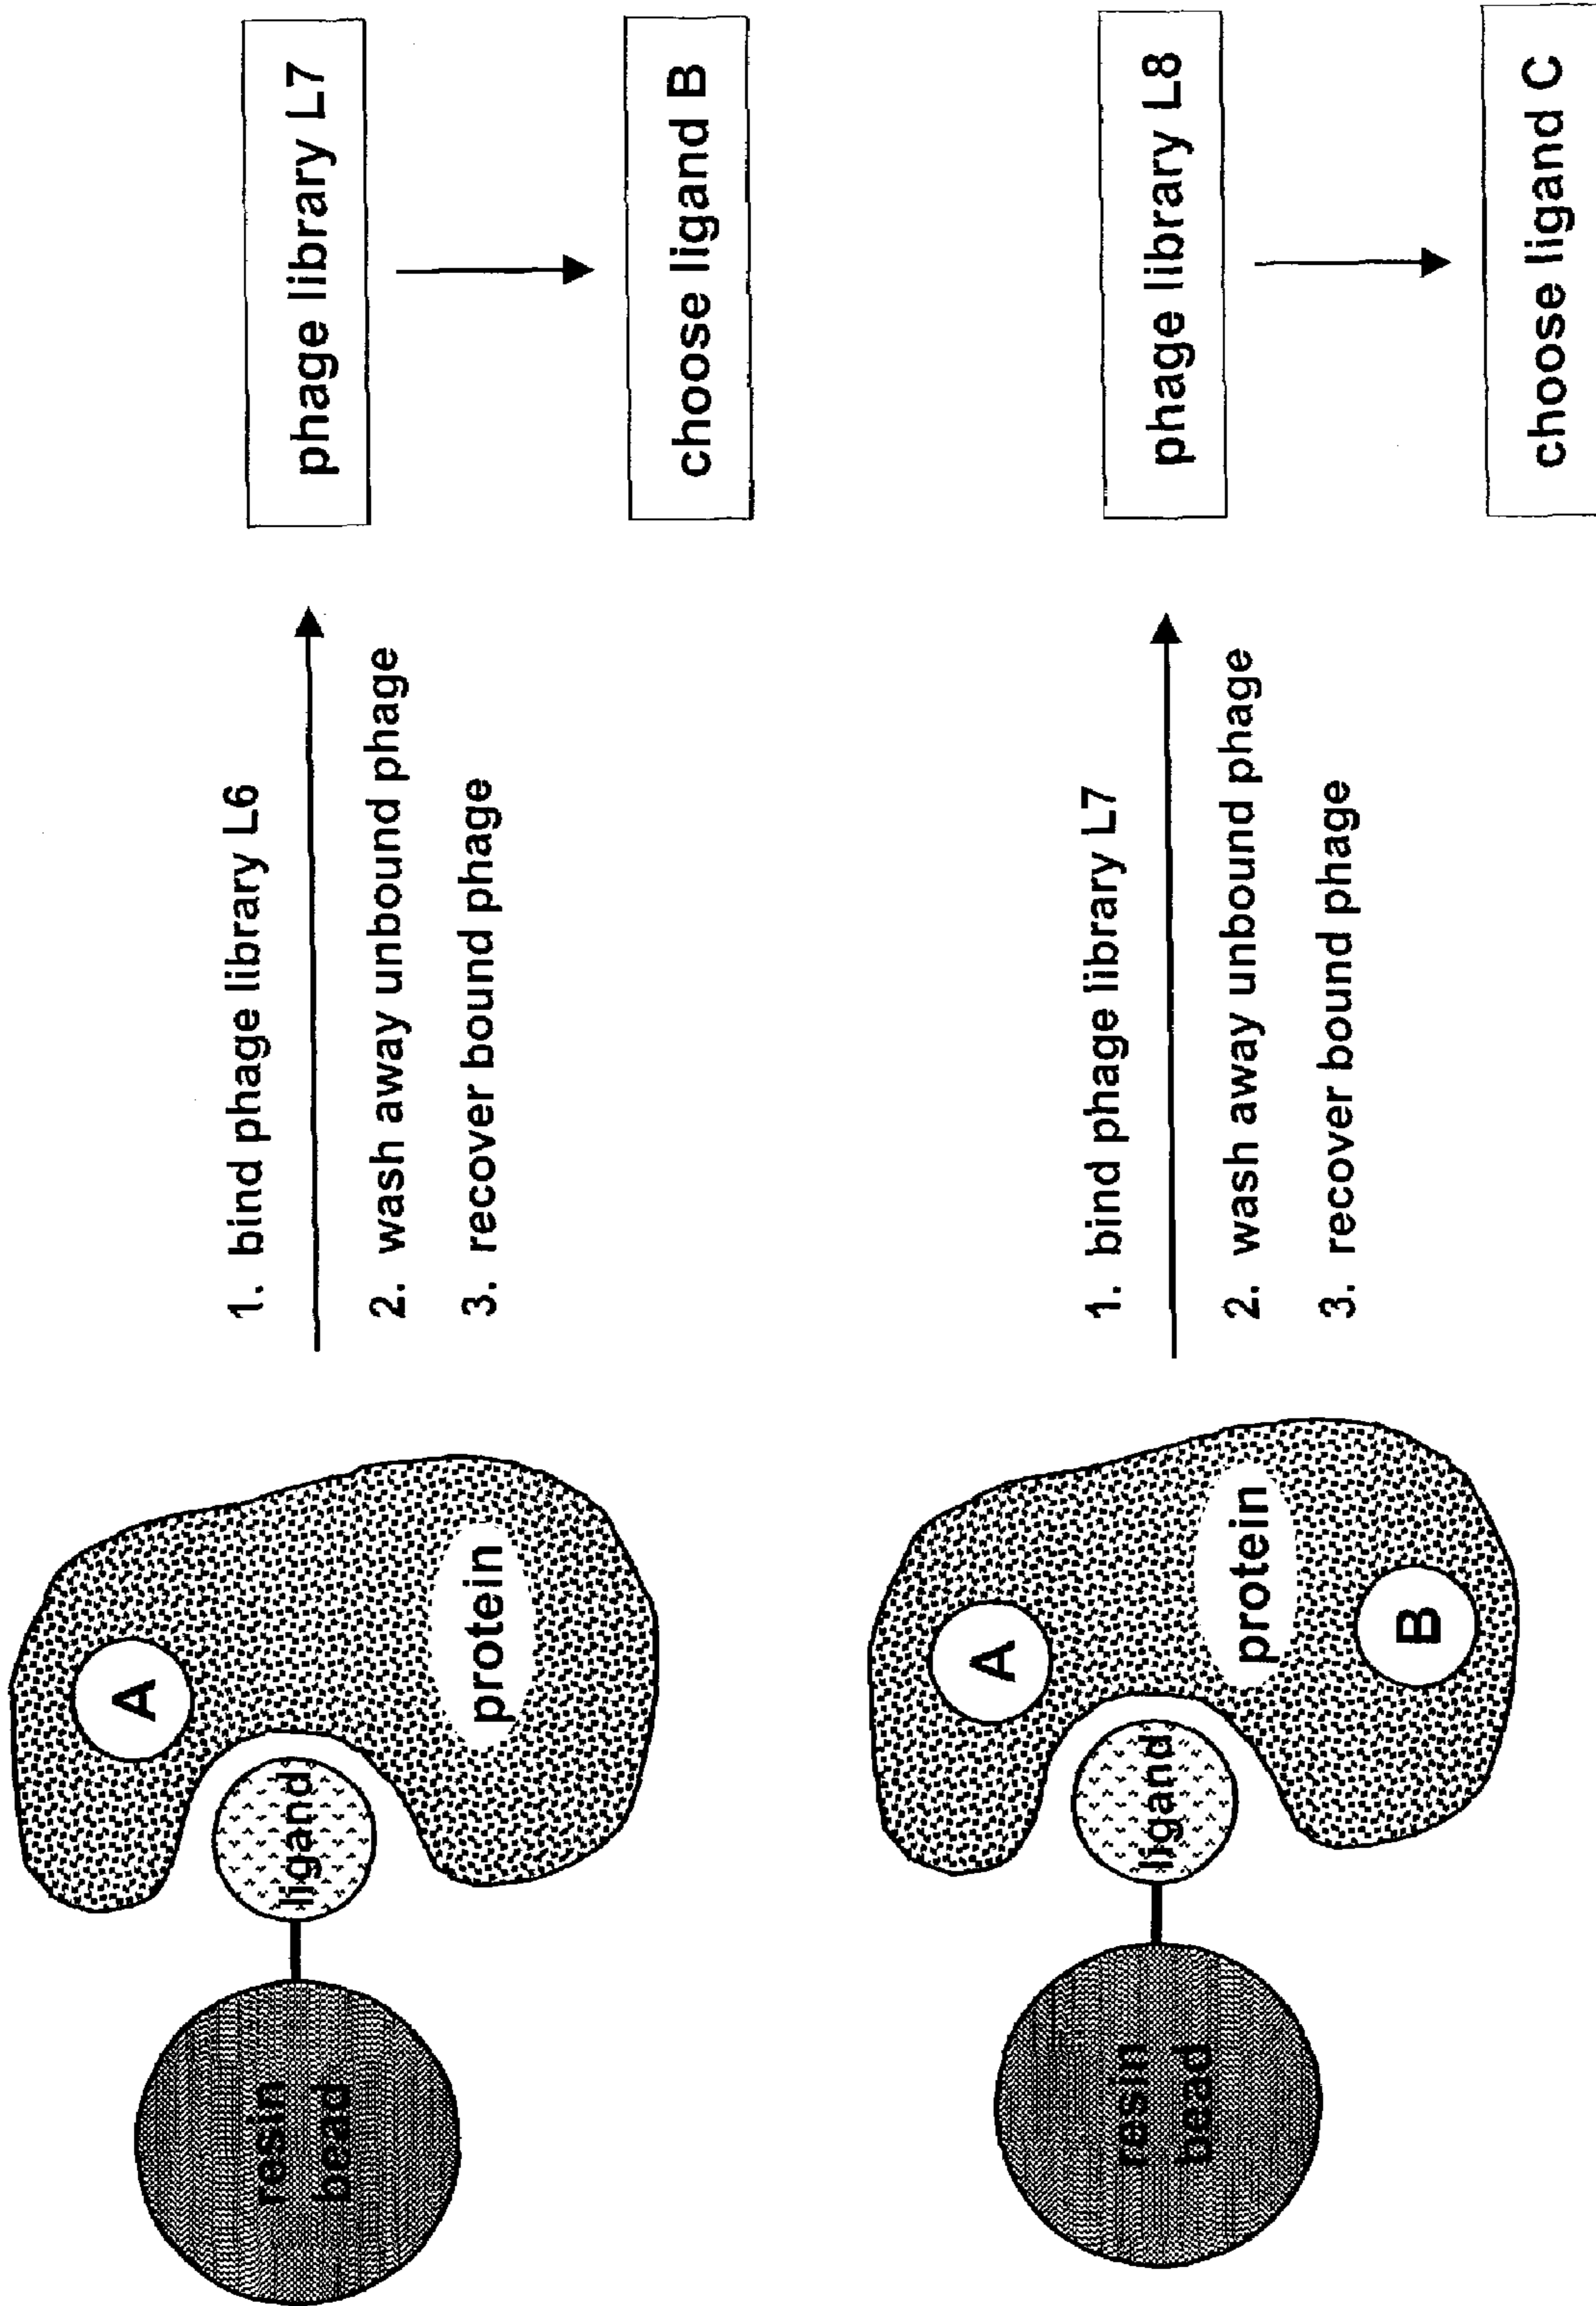 resin
bead
ligand
A
protein
1. bind phage library L6
2. wash away unbound phage
3. recover bound phage
phage library L7
choose ligand B
resin
bead
ligand
A
protein
B
1. bind phage library L7
2. wash away unbound phage
3. recover bound phage
phage library L8
choose ligand C